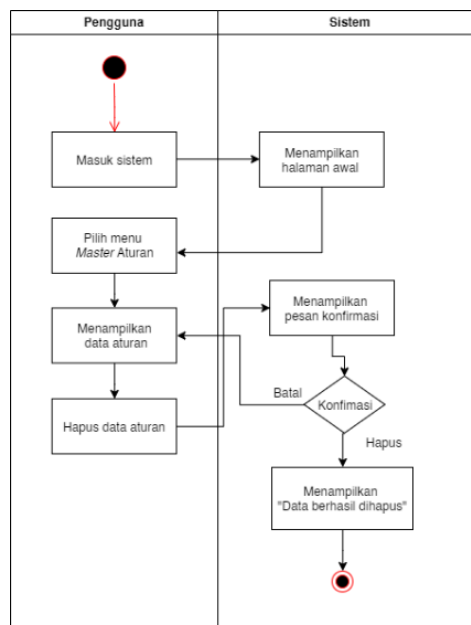 Pengguna
Sistem
Masuk sistem
Menampilkan
halaman awal
Pilih menu
Master Aturan
Menampilkan
data aturan
Hapus data aturan
Menampilkan
pesan konfirmasi
Batal
Konfimasi
Hapus
Menampilkan
"Data berhasil dihapus"